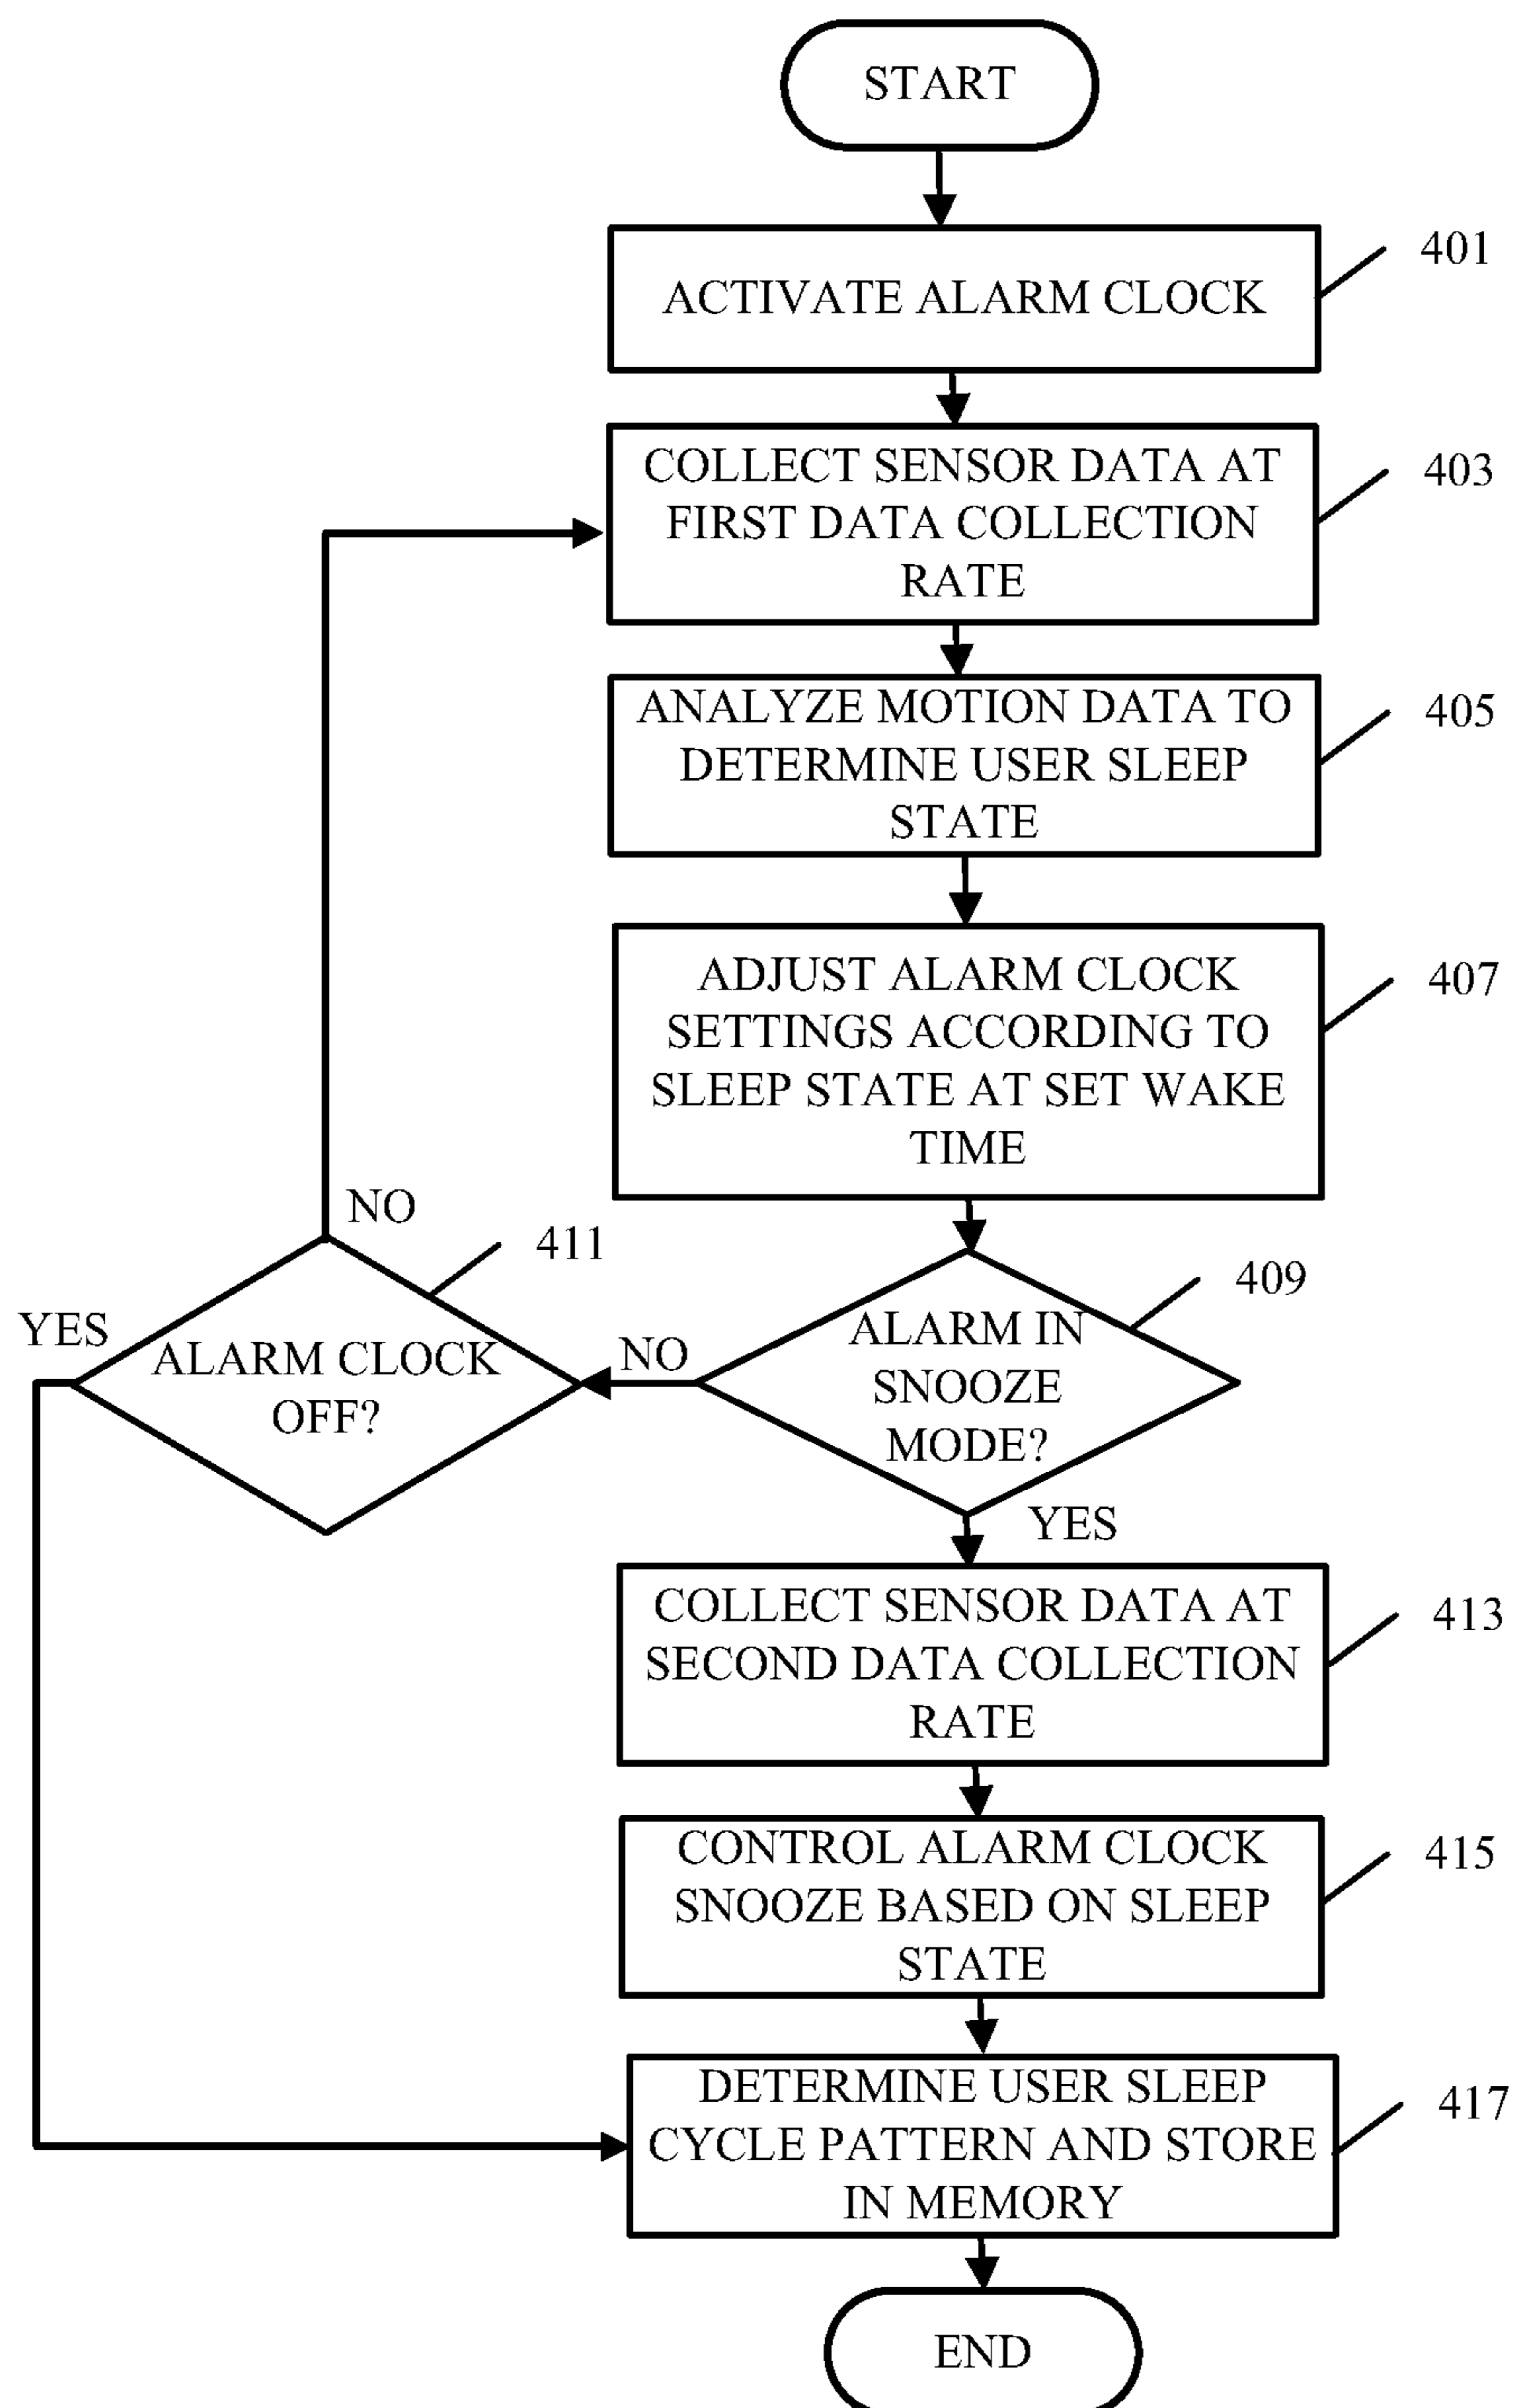 START
ACTIVATE ALARM CLOCK
401
COLLECT SENSOR DATA AT
FIRST DATA COLLECTION
RATE
403
ANALYZE MOTION DATA TO
DETERMINE USER SLEEP
STATE
405
ADJUST ALARM CLOCK
SETTINGS ACCORDING TO
SLEEP STATE AT SET WAKE
TIME
407
NO
411
YES
ALARM CLOCK
OFF?
NO
409
ALARM IN
SNOOZE
MODE?
YES
COLLECT SENSOR DATA AT
SECOND DATA COLLECTION
RATE
413
CONTROL ALARM CLOCK
SNOOZE BASED ON SLEEP
STATE
415
DETERMINE USER SLEEP
CYCLE PATTERN AND STORE
IN MEMORY
417
END